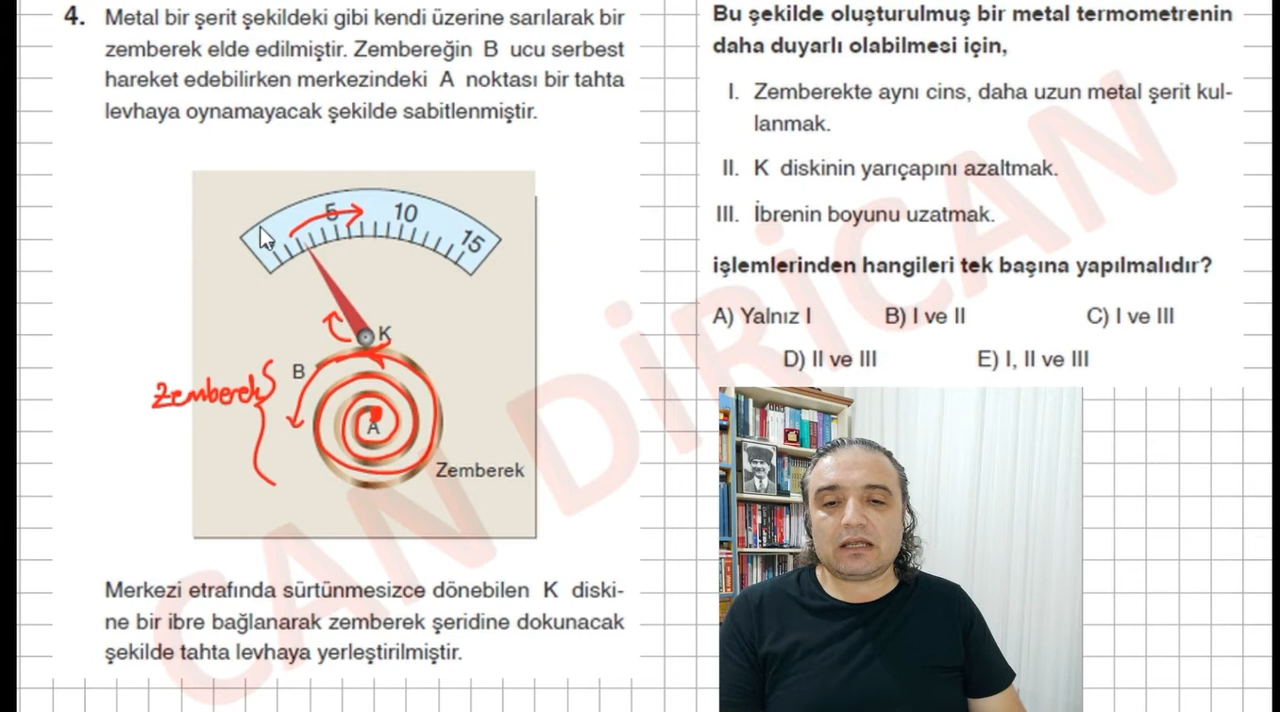 4. Metal bir şerit şekildeki gibi kendi üzerine sarılarak bir
zemberek elde edilmiştir. Zembereğin B ucu serbest
hareket edebilirken merkezindeki A noktası bir tahta
levhaya oynamayacak şekilde sabitlenmiştir.
5 10 15
K
B
Zemberek
A
Zemberek
Merkezi etrafında sürtünmesizce dönebilen K diski-
ne bir ibre bağlanarak zemberek şeridine dokunacak
şekilde tahta levhaya yerleştirilmiştir.
Bu şekilde oluşturulmuş bir metal termometrenin
daha duyarlı olabilmesi için,
I. Zemberekte aynı cins, daha uzun metal şerit kul-
lanmak.
II. K diskinin yarıçapını azaltmak.
III. İbrenin boyunu uzatmak.
işlemlerinden hangileri tek başına yapılmalıdır?
A) Yalnız I B) I ve II C) I ve III
D) II ve III E) I, II ve III
CAN DİRİCAN